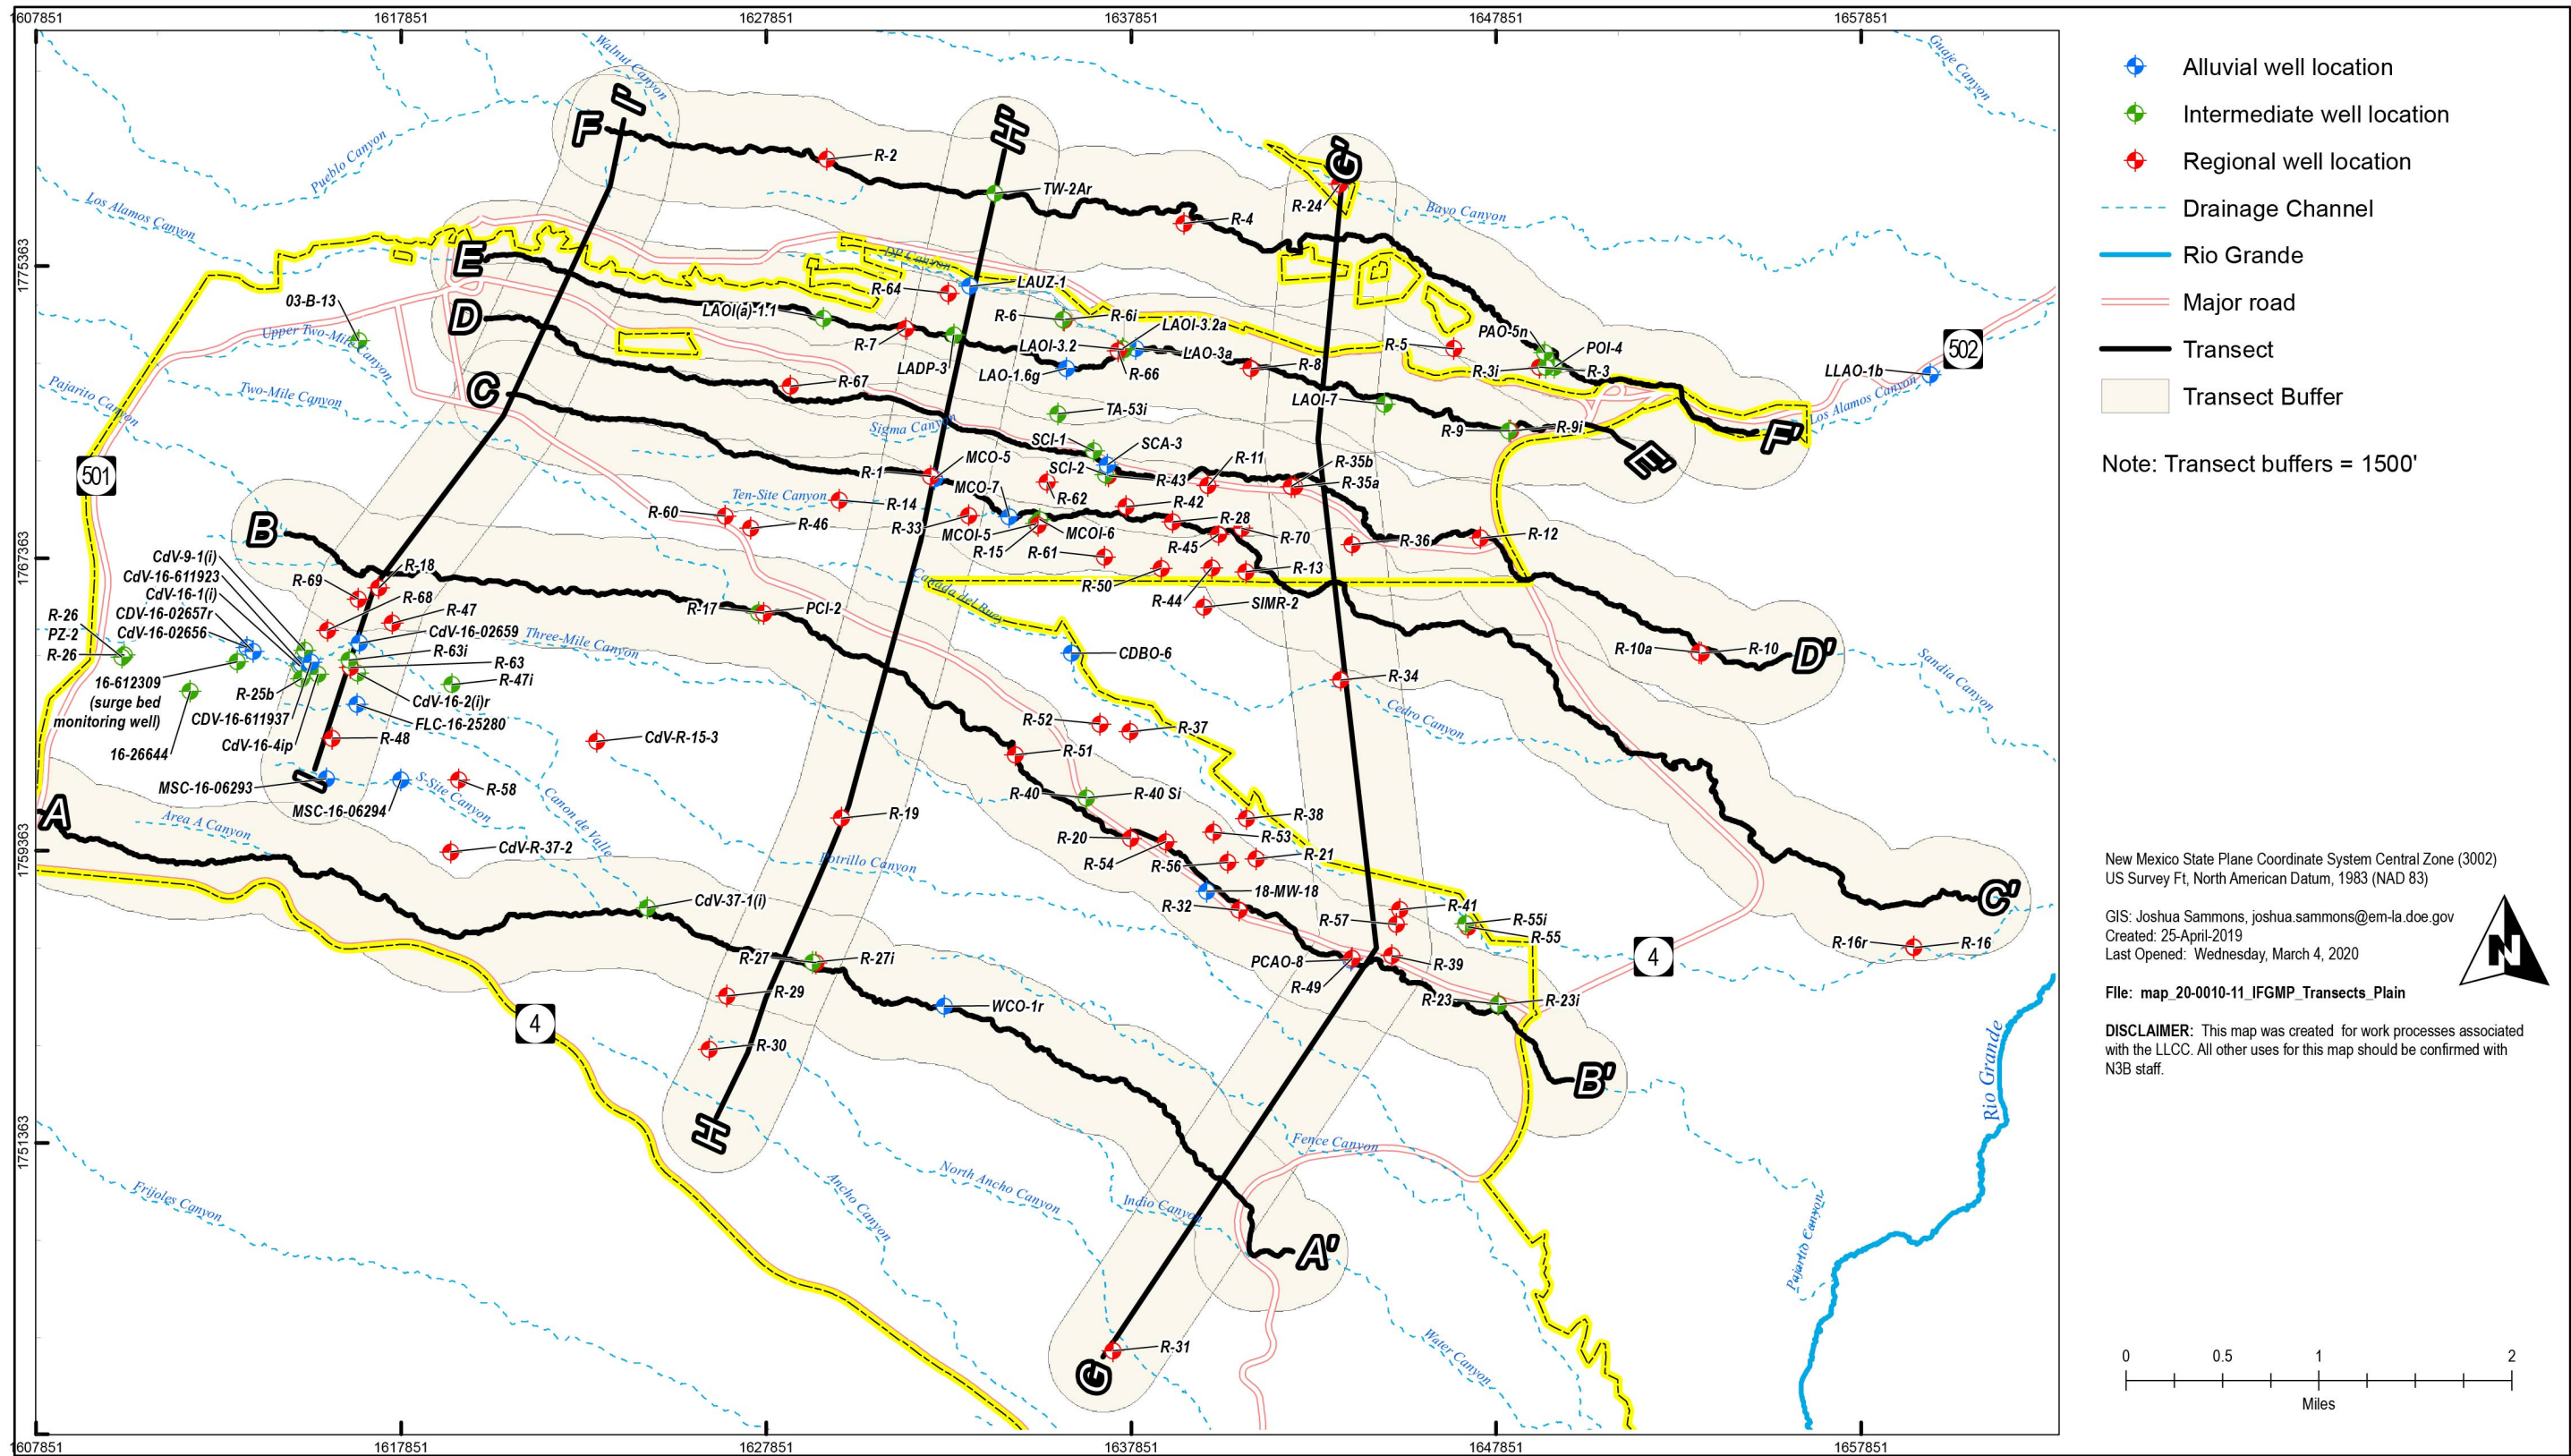 1607851
1617851
1627851
1637851
1647851
1657851
1775363
1767363
1759363
1751363
Walnut Canyon
Guaje Canyon
Pueblo Canyon
Los Alamos Canyon
Bayo Canyon
DP Canyon
I'
F
H'
G'
R-2
TW-2Ar
R-4
R-24
E
D
C
03-B-13
Upper Two-Mile Canyon
Two-Mile Canyon
Pajarito Canyon
R-64
LAUZ-1
LAOI(a)-1.1
R-7
LADP-3
R-6
R-6i
LAOI-3.2a
LAOI-3.2
LAO-3a
LAO-1.6g
R-66
R-8
R-5
PAO-5n
POI-4
R-3i
R-3
LLAO-1b
502
Los Alamos Canyon
R-67
TA-53i
LAOI-7
R-9
R-9i
E'
F'
Sigma Canyon
SCI-1
SCA-3
SCI-2
R-43
R-11
R-35b
R-35a
501
R-1
MCO-5
MCO-7
R-62
R-42
Ten-Site Canyon
R-14
R-33
R-60
R-46
MCOI-5
MCOI-6
R-15
R-28
R-45
R-70
R-36
R-12
R-61
R-50
R-44
R-13
SIMR-2
B
CdV-9-1(i)
CdV-16-611923
CdV-16-1(i)
CDV-16-02657r
CdV-16-02656
R-26
PZ-2
R-26
16-612309
(surge bed
monitoring well)
16-26644
R-69
R-18
R-68
R-47
CdV-16-02659
R-63i
R-63
R-47i
CdV-16-2(i)r
FLC-16-25280
R-25b
CDV-16-611937
CdV-16-4ip
R-48
R-17
PCI-2
Canada del Buey
Three-Mile Canyon
CDBO-6
R-10a
R-10
D'
Sandia Canyon
R-34
Cedro Canyon
CdV-R-15-3
R-52
R-37
R-51
I
MSC-16-06293
MSC-16-06294
S-Site Canyon
R-58
Canon de Valle
A
Area A Canyon
CdV-R-37-2
R-19
Potrillo Canyon
R-40
R-40 Si
R-38
R-20
R-53
R-54
R-56
R-21
18-MW-18
R-32
R-41
R-57
R-55i
R-55
R-16r
R-16
C'
4
CdV-37-1(i)
R-27
R-27i
R-29
R-30
WCO-1r
PCAO-8
R-49
R-39
R-23
R-23i
B'
4
H
Fence Canyon
North Ancho Canyon
Ancho Canyon
Indio Canyon
A'
Frijoles Canyon
Water Canyon
Pajarito Canyon
Rio Grande
R-31
G
1607851
1617851
1627851
1637851
1647851
1657851
Alluvial well location
Intermediate well location
Regional well location
Drainage Channel
Rio Grande
Major road
Transect
Transect Buffer
Note: Transect buffers = 1500'
New Mexico State Plane Coordinate System Central Zone (3002)
US Survey Ft, North American Datum, 1983 (NAD 83)
GIS: Joshua Sammons, joshua.sammons@em-la.doe.gov
Created: 25-April-2019
Last Opened: Wednesday, March 4, 2020
FIle: map_20-0010-11_IFGMP_Transects_Plain
DISCLAIMER: This map was created for work processes associated
with the LLCC. All other uses for this map should be confirmed with
N3B staff.
N
0 0.5 1 2
Miles